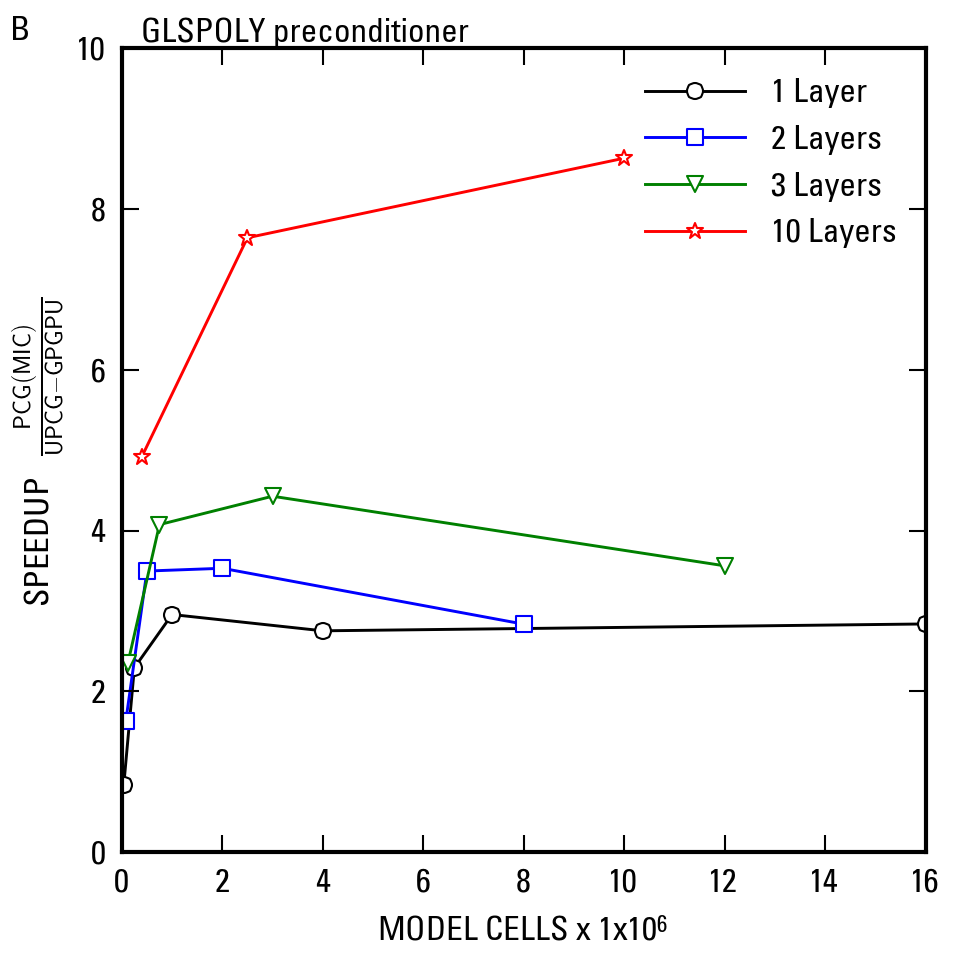 B
GLSPOLY preconditioner
10
8
6
4
2
0
0 2 4 6 8 10 12 14 16
1 Layer
2 Layers
3 Layers
10 Layers
SPEEDUP PCG(MIC)
UPCG−GPGPU
MODEL CELLS x 1x10⁶